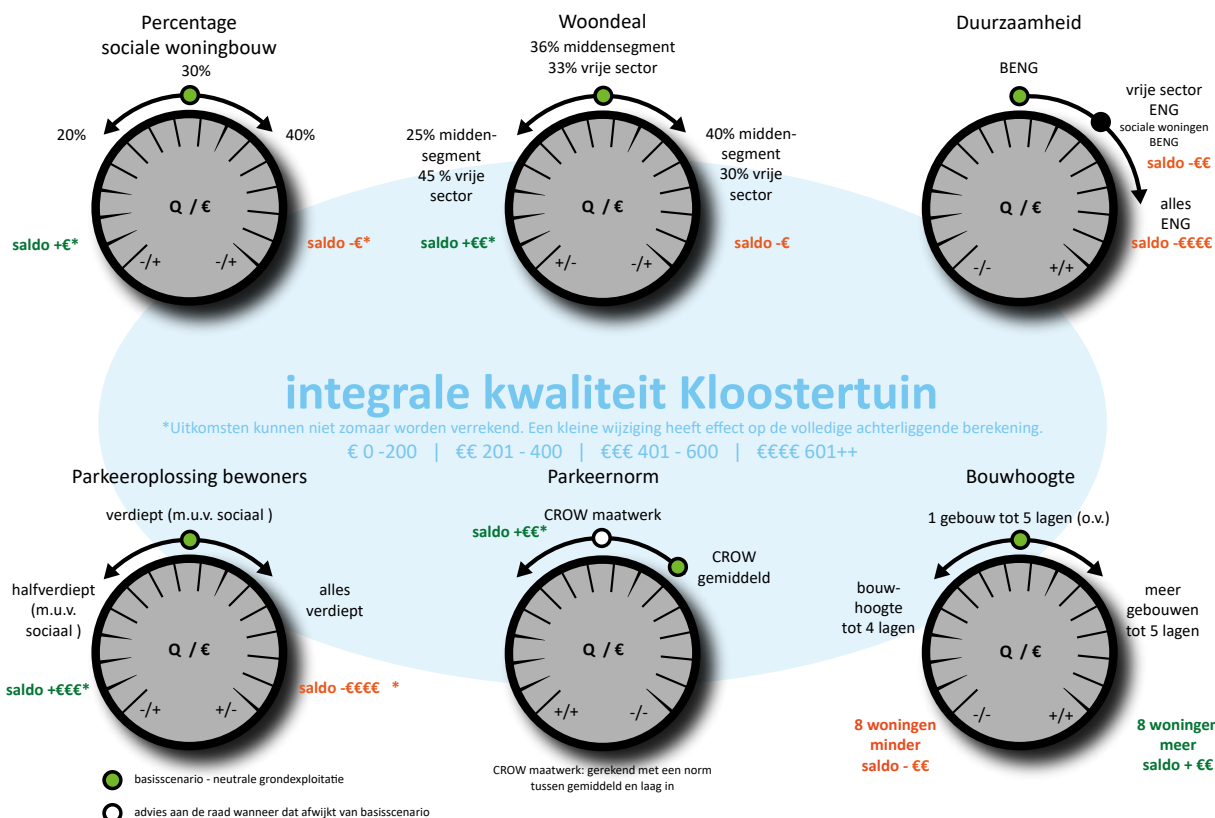 Percentage
sociale woningbouw
30%
20%
40%
Q / €
saldo +€*
saldo -€*
-/+
-/+
Woondeal
36% middensegment
33% vrije sector
25% midden-
segment
45 % vrije
sector
40% midden-
segment
30% vrije
sector
Q / €
saldo +€€*
saldo -€
+/-
-/+
Duurzaamheid
BENG
vrije sector
ENG
sociale woningen
BENG
saldo -€€
alles
ENG
saldo -€€€€
Q / €
-/-
+/+
integrale kwaliteit Kloostertuin
*Uitkomsten kunnen niet zomaar worden verrekend. Een kleine wijziging heeft effect op de volledige achterliggende berekening.
€ 0 -200 | €€ 201 - 400 | €€€ 401 - 600 | €€€€ 601++
Parkeeroplossing bewoners
verdiept (m.u.v. sociaal )
halfverdiept
(m.u.v.
sociaal )
alles
verdiept
Q / €
saldo +€€€*
saldo -€€€€ *
-/+
+/-
Parkeernorm
CROW maatwerk
saldo +€€*
CROW
gemiddeld
Q / €
+/+
-/-
CROW maatwerk: gerekend met een norm
tussen gemiddeld en laag in
Bouwhoogte
1 gebouw tot 5 lagen (o.v.)
bouw-
hoogte
tot 4 lagen
meer
gebouwen
tot 5 lagen
Q / €
-/-
+/+
8 woningen
minder
saldo - €€
8 woninger
meer
saldo + €€
basisscenario - neutrale grondexploitatie
advies aan de raad wanneer dat afwijkt van basisscenario